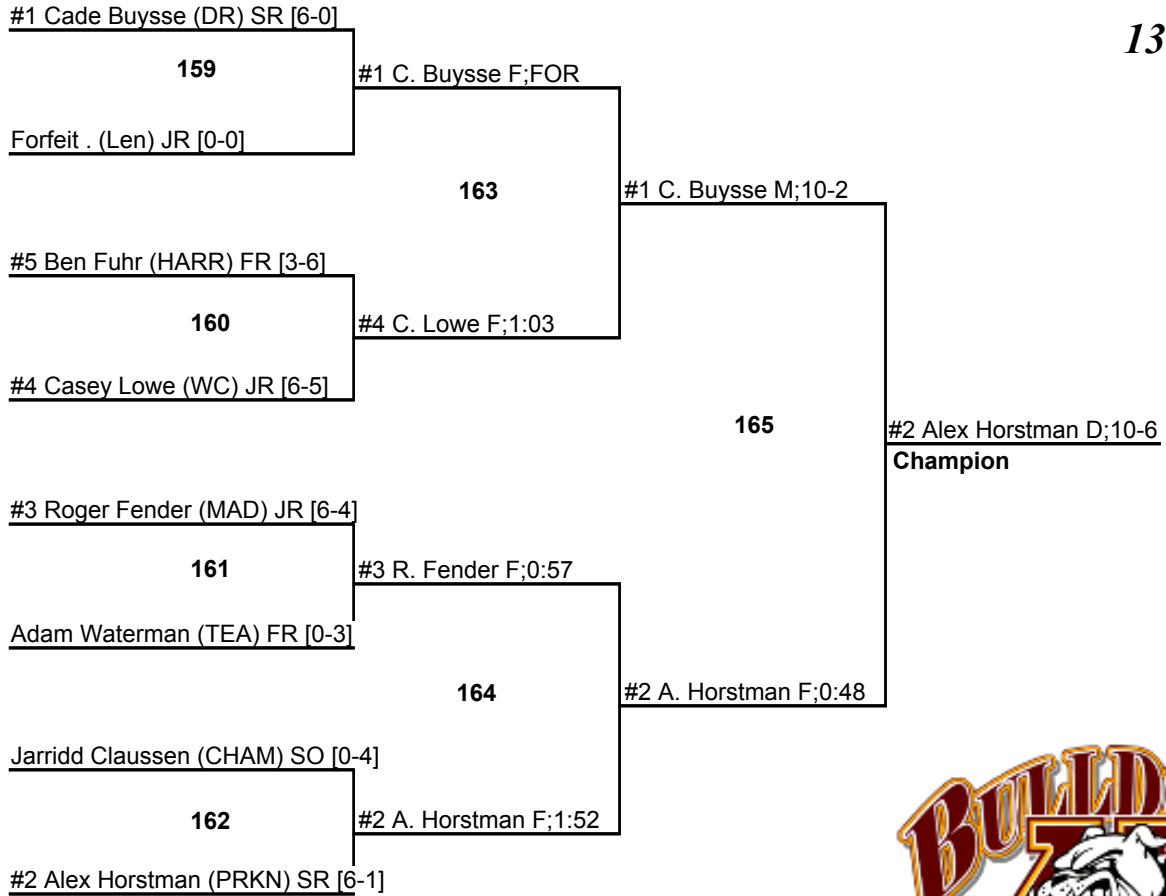 #1 Cade Buysse (DR) SR [6-0]
13
159
#1 C. Buysse F;FOR
Forfeit . (Len) JR [0-0]
163
#1 C. Buysse M;10-2
#5 Ben Fuhr (HARR) FR [3-6]
160
#4 C. Lowe F;1:03
#4 Casey Lowe (WC) JR [6-5]
165
#2 Alex Horstman D;10-6
Champion
#3 Roger Fender (MAD) JR [6-4]
161
#3 R. Fender F;0:57
Adam Waterman (TEA) FR [0-3]
164
#2 A. Horstman F;0:48
Jarridd Claussen (CHAM) SO [0-4]
162
#2 A. Horstman F;1:52
#2 Alex Horstman (PRKN) SR [6-1]